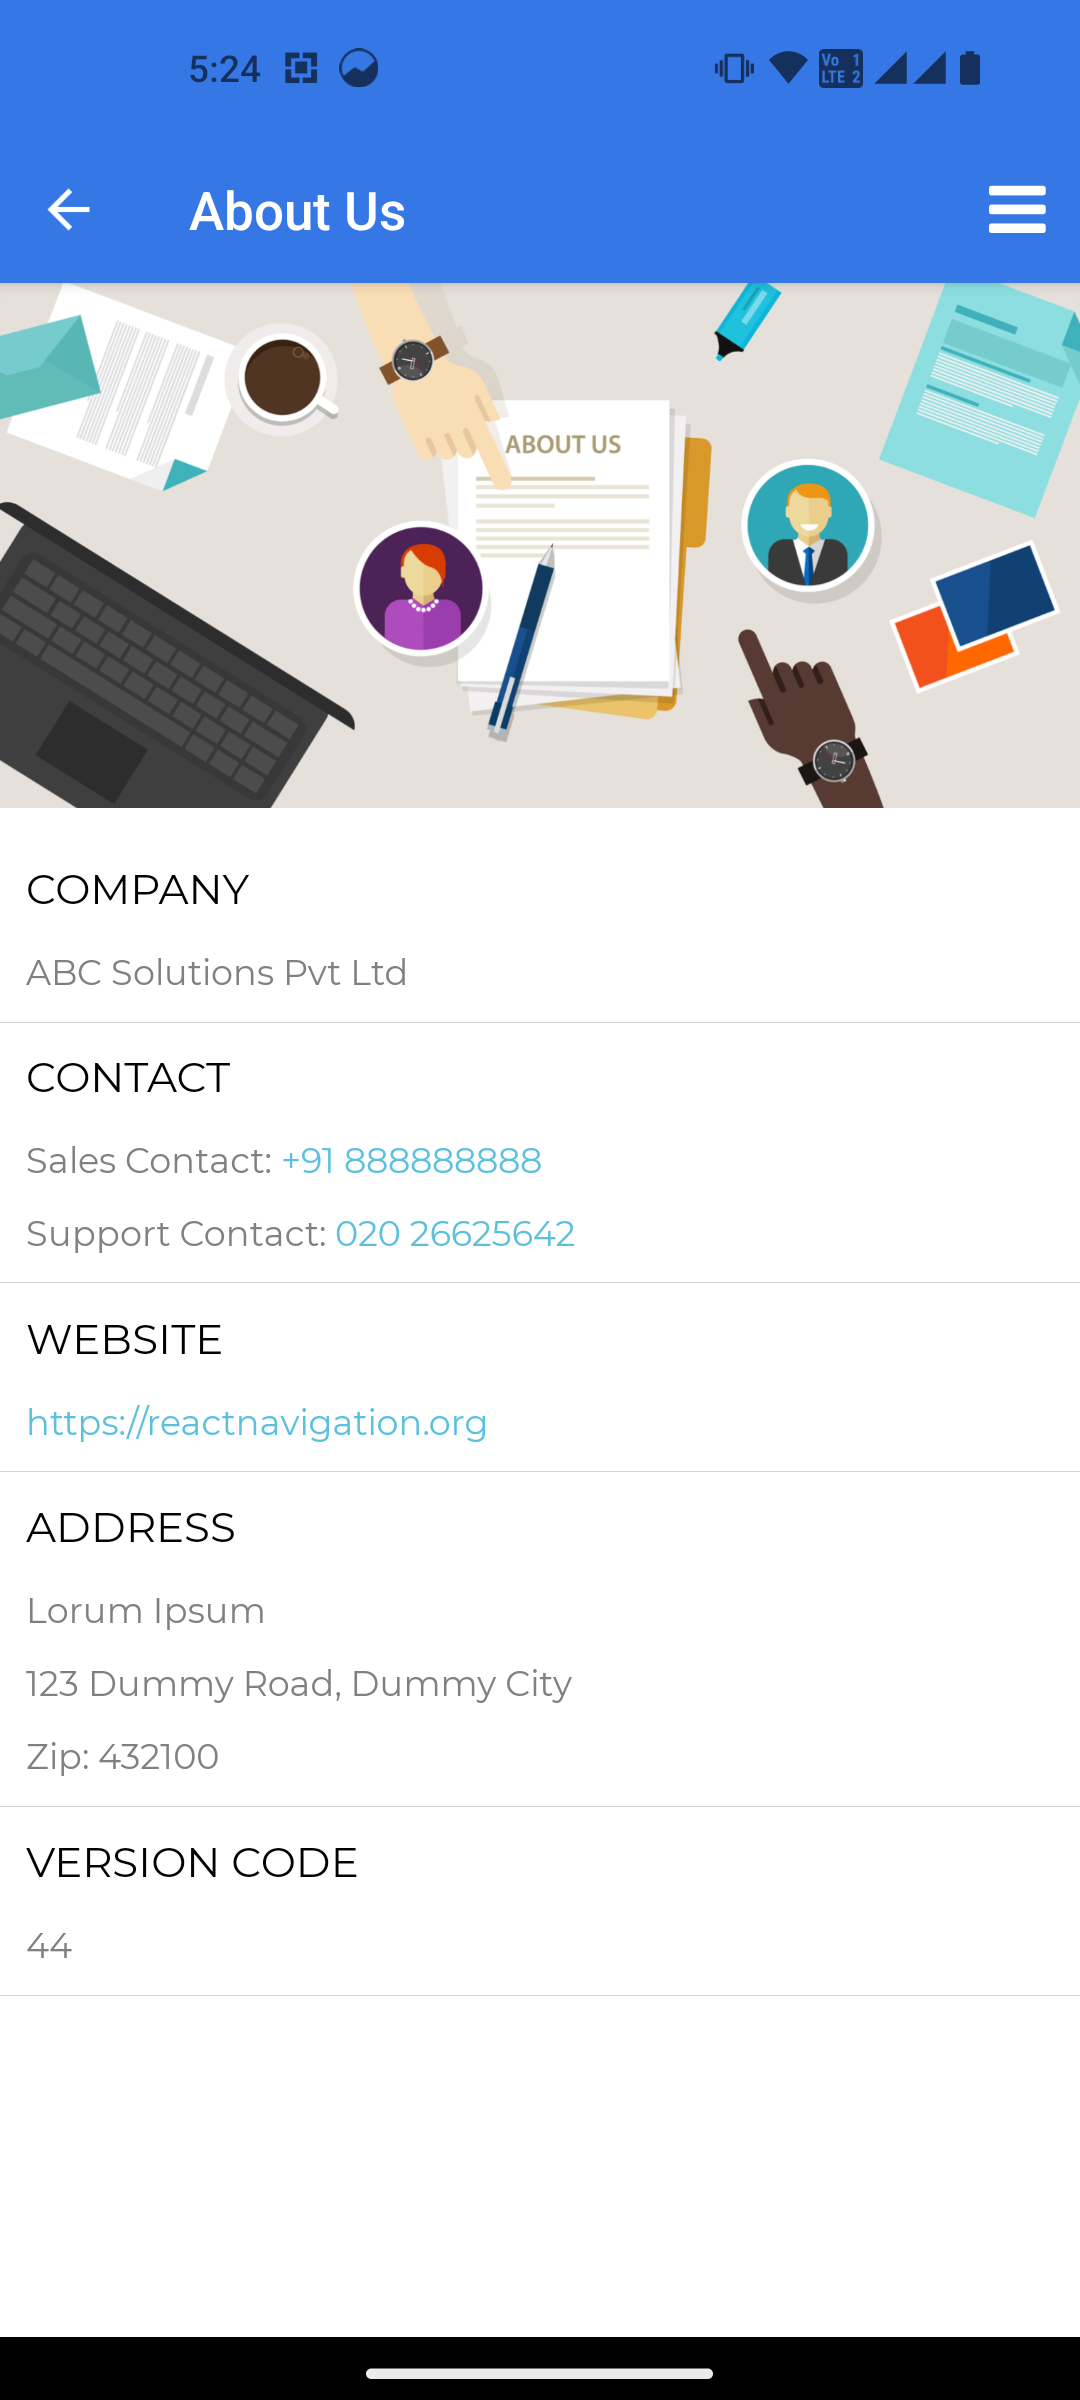 5:24
Vo 1
LTE 2
About Us
ABOUT US
COMPANY
ABC Solutions Pvt Ltd
CONTACT
Sales Contact: +91 888888888
Support Contact: 020 26625642
WEBSITE
https://reactnavigation.org
ADDRESS
Lorum Ipsum
123 Dummy Road, Dummy City
Zip: 432100
VERSION CODE
44